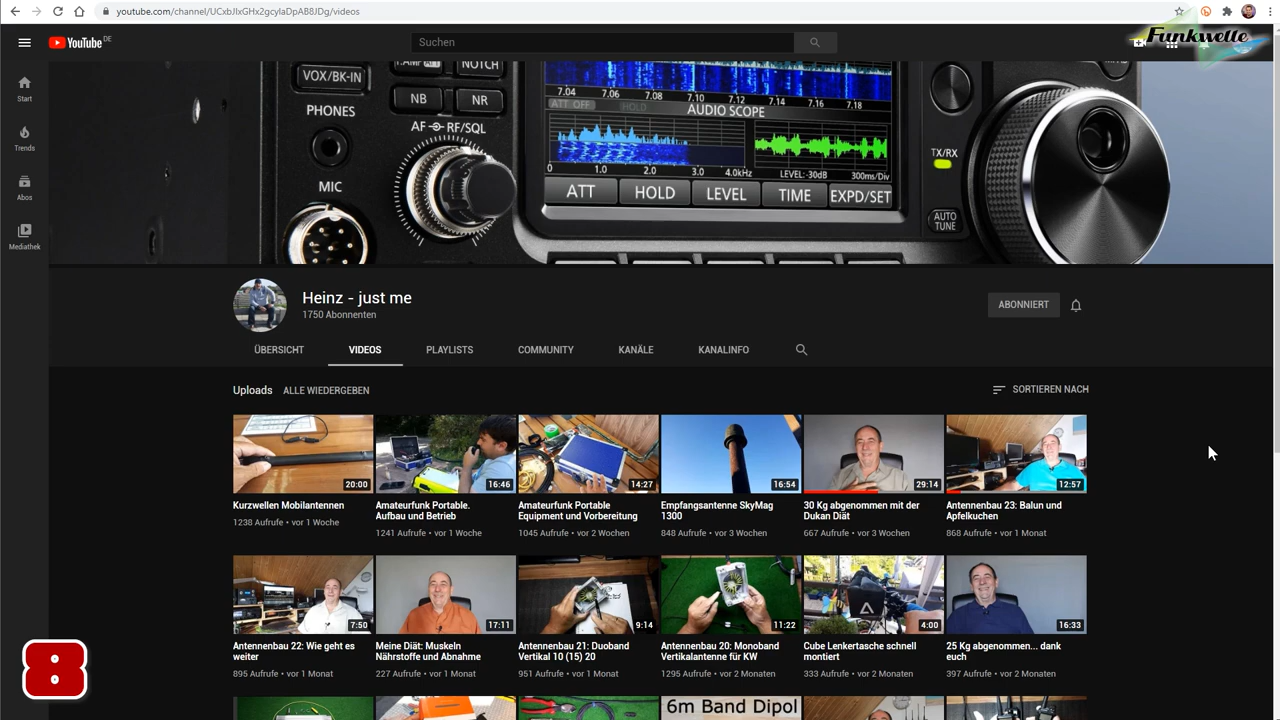 youtube.com/channel/UCxbJlxGHx2gcylaDpAB8JDg/videos
YouTube DE
Suchen
Funkwelle
Start
Trends
Abos
Mediathek
VOX/BK-IN
NOTCH
NB
NR
PHONES
AF RF/SQL
MIC
7.04 7.06 7.08 7.10 7.12 7.14 7.16 7.18
ATT OFF HOLD
AUDIO SCOPE
0.0 1.0 2.0 3.0 4.0kHz LEVEL:-30dB 300ms/Div
ATT HOLD LEVEL TIME EXPD/SET
TX/RX
AUTO TUNE
Heinz - just me
1750 Abonnenten
ABONNIERT
ÜBERSICHT VIDEOS PLAYLISTS COMMUNITY KANÄLE KANALINFO
Uploads ALLE WIEDERGEBEN
SORTIEREN NACH
20:00
Kurzwellen Mobilantennen
1238 Aufrufe • vor 1 Woche
16:46
Amateurfunk Portable.
Aufbau und Betrieb
1241 Aufrufe • vor 1 Woche
14:27
Amateurfunk Portable
Equipment und Vorbereitung
1045 Aufrufe • vor 2 Wochen
16:54
Empfangsantenne SkyMag
1300
848 Aufrufe • vor 3 Wochen
29:14
30 Kg abgenommen mit der
Dukan Diät
667 Aufrufe • vor 3 Wochen
12:57
Antennenbau 23: Balun und
Apfelkuchen
868 Aufrufe • vor 1 Monat
7:50
Antennenbau 22: Wie geht es
weiter
895 Aufrufe • vor 1 Monat
17:11
Meine Diät: Muskeln
Nährstoffe und Abnahme
227 Aufrufe • vor 1 Monat
9:14
Antennenbau 21: Duoband
Vertikal 10 (15) 20
951 Aufrufe • vor 1 Monat
11:22
Antennenbau 20: Monoband
Vertikalantenne für KW
1295 Aufrufe • vor 2 Monaten
4:00
Cube Lenkertasche schnell
montiert
333 Aufrufe • vor 2 Monaten
16:33
25 Kg abgenommen... dank
euch
397 Aufrufe • vor 2 Monaten
6m Band Dipol
8